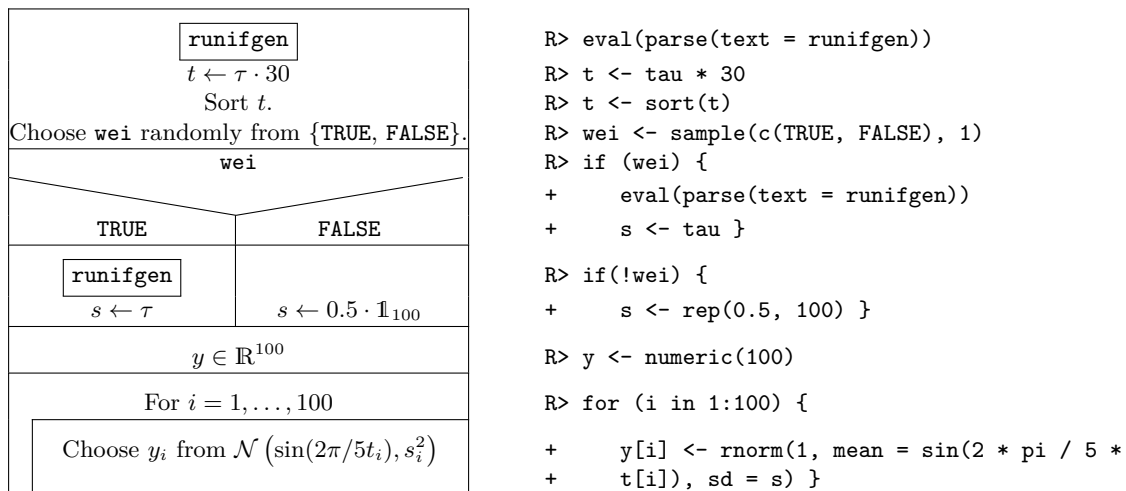 runifgen
t ← τ · 30
Sort t.
Choose wei randomly from {TRUE, FALSE}.
wei
TRUE FALSE
runifgen
s ← τ s ← 0.5 · 𝟙₁₀₀
y ∈ ℝ¹⁰⁰
For i = 1, . . . , 100
Choose yᵢ from 𝒩 (sin(2π/5tᵢ), sᵢ²)
R> eval(parse(text = runifgen))
R> t <- tau * 30
R> t <- sort(t)
R> wei <- sample(c(TRUE, FALSE), 1)
R> if (wei) {
+ eval(parse(text = runifgen))
+ s <- tau }
R> if(!wei) {
+ s <- rep(0.5, 100) }
R> y <- numeric(100)
R> for (i in 1:100) {
+ y[i] <- rnorm(1, mean = sin(2 * pi / 5 *
+ t[i]), sd = s) }